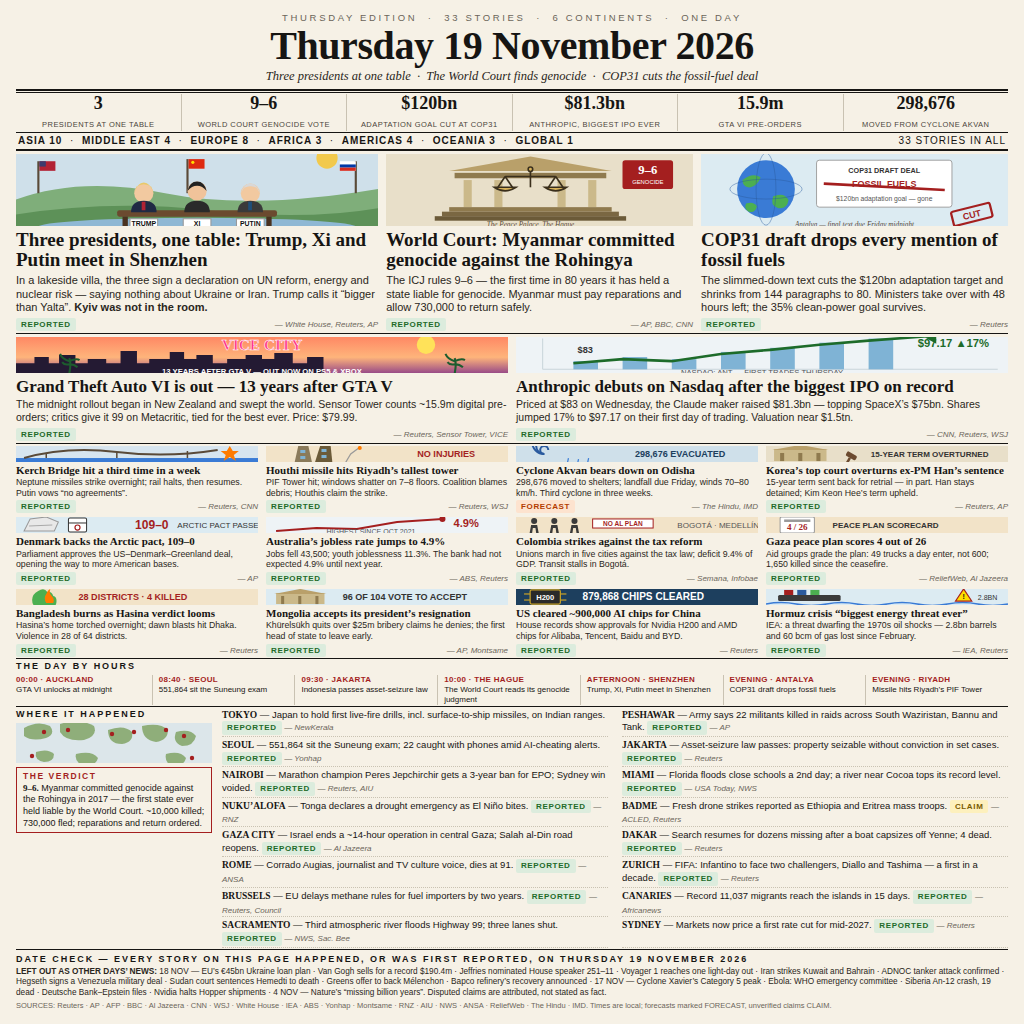 THURSDAY EDITION · 33 STORIES · 6 CONTINENTS · ONE DAY
Thursday 19 November 2026
Three presidents at one table · The World Court finds genocide · COP31 cuts the fossil-fuel deal
3
PRESIDENTS AT ONE TABLE
9–6
WORLD COURT GENOCIDE VOTE
$120bn
ADAPTATION GOAL CUT AT COP31
$81.3bn
ANTHROPIC, BIGGEST IPO EVER
15.9m
GTA VI PRE-ORDERS
298,676
MOVED FROM CYCLONE AKVAN
ASIA 10 · MIDDLE EAST 4 · EUROPE 8 · AFRICA 3 · AMERICAS 4 · OCEANIA 3 · GLOBAL 1
33 STORIES IN ALL
TRUMP XI PUTIN
Three presidents, one table: Trump, Xi and
Putin meet in Shenzhen
In a lakeside villa, the three sign a declaration on UN reform, energy and
nuclear risk — saying nothing about Ukraine or Iran. Trump calls it “bigger
than Yalta”. Kyiv was not in the room.
REPORTED — White House, Reuters, AP
9–6
GENOCIDE
The Peace Palace, The Hague
World Court: Myanmar committed
genocide against the Rohingya
The ICJ rules 9–6 — the first time in 80 years it has held a
state liable for genocide. Myanmar must pay reparations and
allow 730,000 to return safely.
REPORTED — AP, BBC, CNN
COP31 DRAFT DEAL
FOSSIL FUELS
$120bn adaptation goal — gone
CUT
Antalya — final text due Friday midnight
COP31 draft drops every mention of
fossil fuels
The slimmed-down text cuts the $120bn adaptation target and
shrinks from 144 paragraphs to 80. Ministers take over with 48
hours left; the 35% clean-power goal survives.
REPORTED — Reuters
VICE CITY
13 YEARS AFTER GTA V — OUT NOW ON PS5 & XBOX
Grand Theft Auto VI is out — 13 years after GTA V
The midnight rollout began in New Zealand and swept the world. Sensor Tower counts ~15.9m digital pre-
orders; critics give it 99 on Metacritic, tied for the best ever. Price: $79.99.
REPORTED — Reuters, Sensor Tower, VICE
$83
$97.17 ▲17%
NASDAQ: ANT — FIRST TRADES THURSDAY
Anthropic debuts on Nasdaq after the biggest IPO on record
Priced at $83 on Wednesday, the Claude maker raised $81.3bn — topping SpaceX’s $75bn. Shares
jumped 17% to $97.17 on their first day of trading. Valuation near $1.5tn.
REPORTED — CNN, Reuters, WSJ
Kerch Bridge hit a third time in a week
Neptune missiles strike overnight; rail halts, then resumes.
Putin vows “no agreements”.
REPORTED — Reuters, CNN
NO INJURIES
Houthi missile hits Riyadh’s tallest tower
PIF Tower hit; windows shatter on 7–8 floors. Coalition blames
debris; Houthis claim the strike.
REPORTED — Reuters, WSJ
298,676 EVACUATED
Cyclone Akvan bears down on Odisha
298,676 moved to shelters; landfall due Friday, winds 70–80
km/h. Third cyclone in three weeks.
FORECAST — The Hindu, IMD
15-YEAR TERM OVERTURNED
Korea’s top court overturns ex-PM Han’s sentence
15-year term sent back for retrial — in part. Han stays
detained; Kim Keon Hee’s term upheld.
REPORTED — Reuters, AP
109–0 ARCTIC PACT PASSE
Denmark backs the Arctic pact, 109–0
Parliament approves the US–Denmark–Greenland deal,
opening the way to more American bases.
REPORTED — AP
4.9%
HIGHEST SINCE OCT 2021
Australia’s jobless rate jumps to 4.9%
Jobs fell 43,500; youth joblessness 11.3%. The bank had not
expected 4.9% until next year.
REPORTED — ABS, Reuters
NO AL PLAN
BOGOTÁ · MEDELLÍN
Colombia strikes against the tax reform
Unions march in five cities against the tax law; deficit 9.4% of
GDP. Transit stalls in Bogotá.
REPORTED — Semana, Infobae
4 / 26
PEACE PLAN SCORECARD
Gaza peace plan scores 4 out of 26
Aid groups grade the plan: 49 trucks a day enter, not 600;
1,650 killed since the ceasefire.
REPORTED — ReliefWeb, Al Jazeera
28 DISTRICTS · 4 KILLED
Bangladesh burns as Hasina verdict looms
Hasina’s home torched overnight; dawn blasts hit Dhaka.
Violence in 28 of 64 districts.
REPORTED — Reuters
96 OF 104 VOTE TO ACCEPT
Mongolia accepts its president’s resignation
Khürelsükh quits over $25m bribery claims he denies; the first
head of state to leave early.
REPORTED — AP, Montsame
H200
879,868 CHIPS CLEARED
US cleared ~900,000 AI chips for China
House records show approvals for Nvidia H200 and AMD
chips for Alibaba, Tencent, Baidu and BYD.
REPORTED — Reuters
!
2.8BN
Hormuz crisis “biggest energy threat ever”
IEA: a threat dwarfing the 1970s oil shocks — 2.8bn barrels
and 60 bcm of gas lost since February.
REPORTED — IEA, Reuters
THE DAY BY HOURS
00:00 · AUCKLAND
GTA VI unlocks at midnight
08:40 · SEOUL
551,864 sit the Suneung exam
09:30 · JAKARTA
Indonesia passes asset-seizure law
10:00 · THE HAGUE
The World Court reads its genocide
judgment
AFTERNOON · SHENZHEN
Trump, Xi, Putin meet in Shenzhen
EVENING · ANTALYA
COP31 draft drops fossil fuels
EVENING · RIYADH
Missile hits Riyadh’s PIF Tower
WHERE IT HAPPENED
THE VERDICT
9–6. Myanmar committed genocide against
the Rohingya in 2017 — the first state ever
held liable by the World Court. ~10,000 killed;
730,000 fled; reparations and return ordered.
TOKYO — Japan to hold first live-fire drills, incl. surface-to-ship missiles, on Indian ranges.
REPORTED — NewKerala
SEOUL — 551,864 sit the Suneung exam; 22 caught with phones amid AI-cheating alerts.
REPORTED — Yonhap
NAIROBI — Marathon champion Peres Jepchirchir gets a 3-year ban for EPO; Sydney win
voided. REPORTED — Reuters, AIU
NUKU’ALOFA — Tonga declares a drought emergency as El Niño bites. REPORTED —
RNZ
GAZA CITY — Israel ends a ~14-hour operation in central Gaza; Salah al-Din road
reopens. REPORTED — Al Jazeera
ROME — Corrado Augias, journalist and TV culture voice, dies at 91. REPORTED —
ANSA
BRUSSELS — EU delays methane rules for fuel importers by two years. REPORTED —
Reuters, Council
SACRAMENTO — Third atmospheric river floods Highway 99; three lanes shut.
REPORTED — NWS, Sac. Bee
PESHAWAR — Army says 22 militants killed in raids across South Waziristan, Bannu and
Tank. REPORTED — AP
JAKARTA — Asset-seizure law passes: property seizable without conviction in set cases.
REPORTED — Reuters
MIAMI — Florida floods close schools a 2nd day; a river near Cocoa tops its record level.
REPORTED — USA Today, NWS
BADME — Fresh drone strikes reported as Ethiopia and Eritrea mass troops. CLAIM —
ACLED, Reuters
DAKAR — Search resumes for dozens missing after a boat capsizes off Yenne; 4 dead.
REPORTED — Reuters
ZURICH — FIFA: Infantino to face two challengers, Diallo and Tashima — a first in a
decade. REPORTED — Reuters
CANARIES — Record 11,037 migrants reach the islands in 15 days. REPORTED —
Africanews
SYDNEY — Markets now price a first rate cut for mid-2027. REPORTED — Reuters
DATE CHECK — EVERY STORY ON THIS PAGE HAPPENED, OR WAS FIRST REPORTED, ON THURSDAY 19 NOVEMBER 2026
LEFT OUT AS OTHER DAYS’ NEWS: 18 NOV — EU’s €45bn Ukraine loan plan · Van Gogh sells for a record $190.4m · Jeffries nominated House speaker 251–11 · Voyager 1 reaches one light-day out · Iran strikes Kuwait and Bahrain · ADNOC tanker attack confirmed ·
Hegseth signs a Venezuela military deal · Sudan court sentences Hemedti to death · Greens offer to back Mélenchon · Bapco refinery’s recovery announced · 17 NOV — Cyclone Xavier’s Category 5 peak · Ebola: WHO emergency committee · Siberia An-12 crash, 19
dead · Deutsche Bank–Epstein files · Nvidia halts Hopper shipments · 4 NOV — Nature’s “missing billions”. Disputed claims are attributed, not stated as fact.
SOURCES: Reuters · AP · AFP · BBC · Al Jazeera · CNN · WSJ · White House · IEA · ABS · Yonhap · Montsame · RNZ · AIU · NWS · ANSA · ReliefWeb · The Hindu · IMD. Times are local; forecasts marked FORECAST, unverified claims CLAIM.